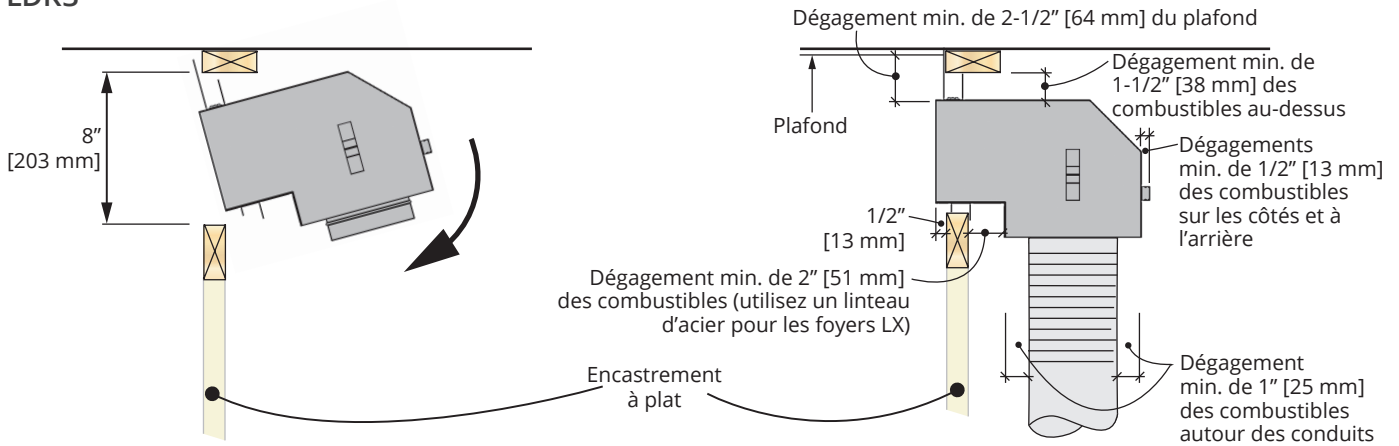 LDRS
Dégagement min. de 2-1/2” [64 mm] du plafond
8”
[203 mm]
Plafond
Dégagement min. de
1-1/2” [38 mm] des
combustibles au-dessus
Dégagements
min. de 1/2” [13 mm]
des combustibles
sur les côtés et à
l’arrière
1/2”
[13 mm]
Dégagement min. de 2” [51 mm]
des combustibles (utilisez un linteau
d’acier pour les foyers LX)
Encastrement
à plat
Dégagement
min. de 1” [25 mm]
des combustibles
autour des conduits